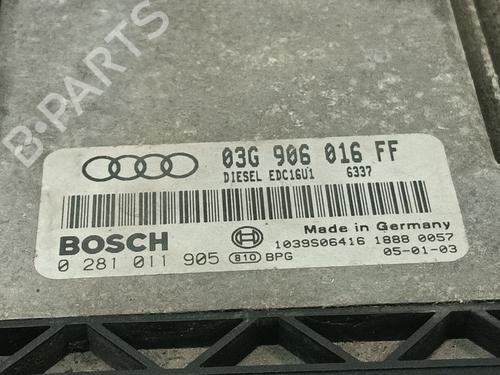 B-PARTS
03G 906 016 FF
DIESEL EDC16U1 6337
BOSCH
Made in Germany
1039S06416 1888 0057
0 281 011 905 810 BPG
05-01-03